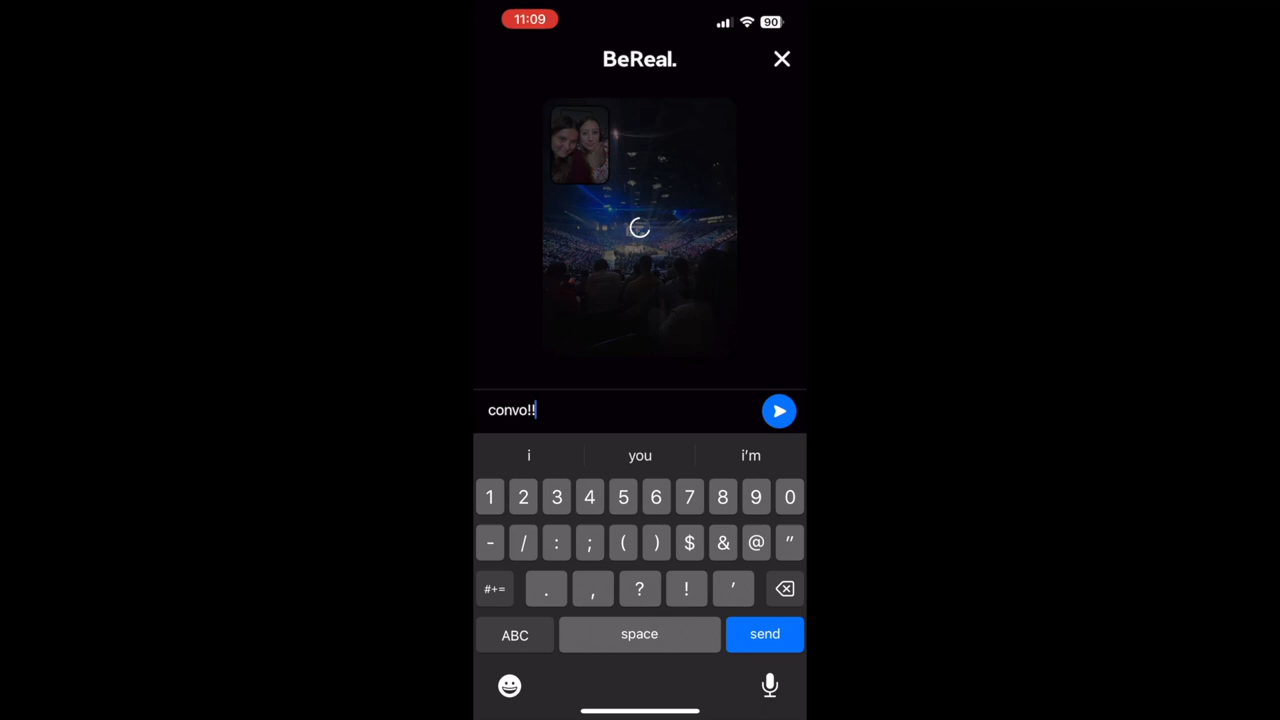 11:09
90
BeReal.
convo!!
i you i'm
1 2 3 4 5 6 7 8 9 0
- / : ; ( ) $ & @ "
#+= . , ? ! '
ABC space send